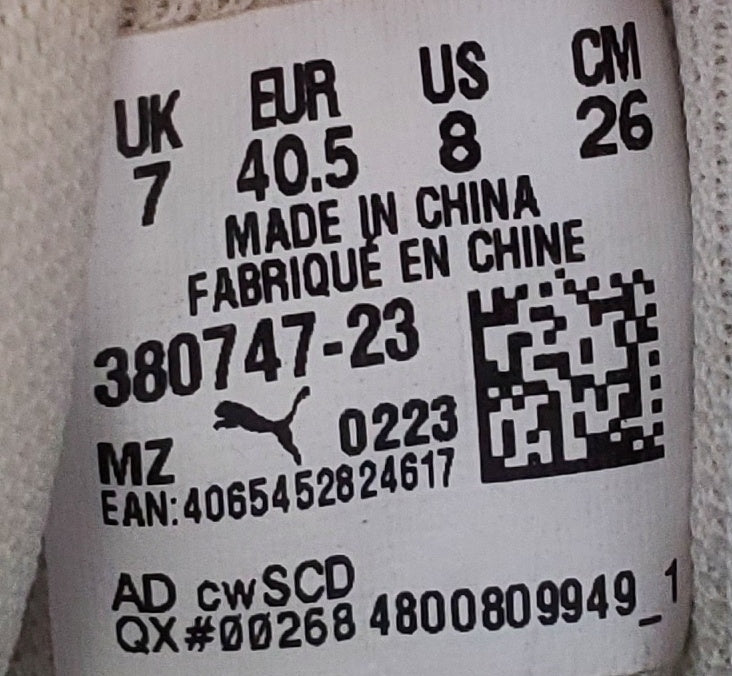 UK EUR US CM
7 40.5 8 26
MADE IN CHINA
FABRIQUÉ EN CHINE
380747-23
MZ 0223
EAN:4065452824617
AD cwSCD
QX#00268 4800809949_1